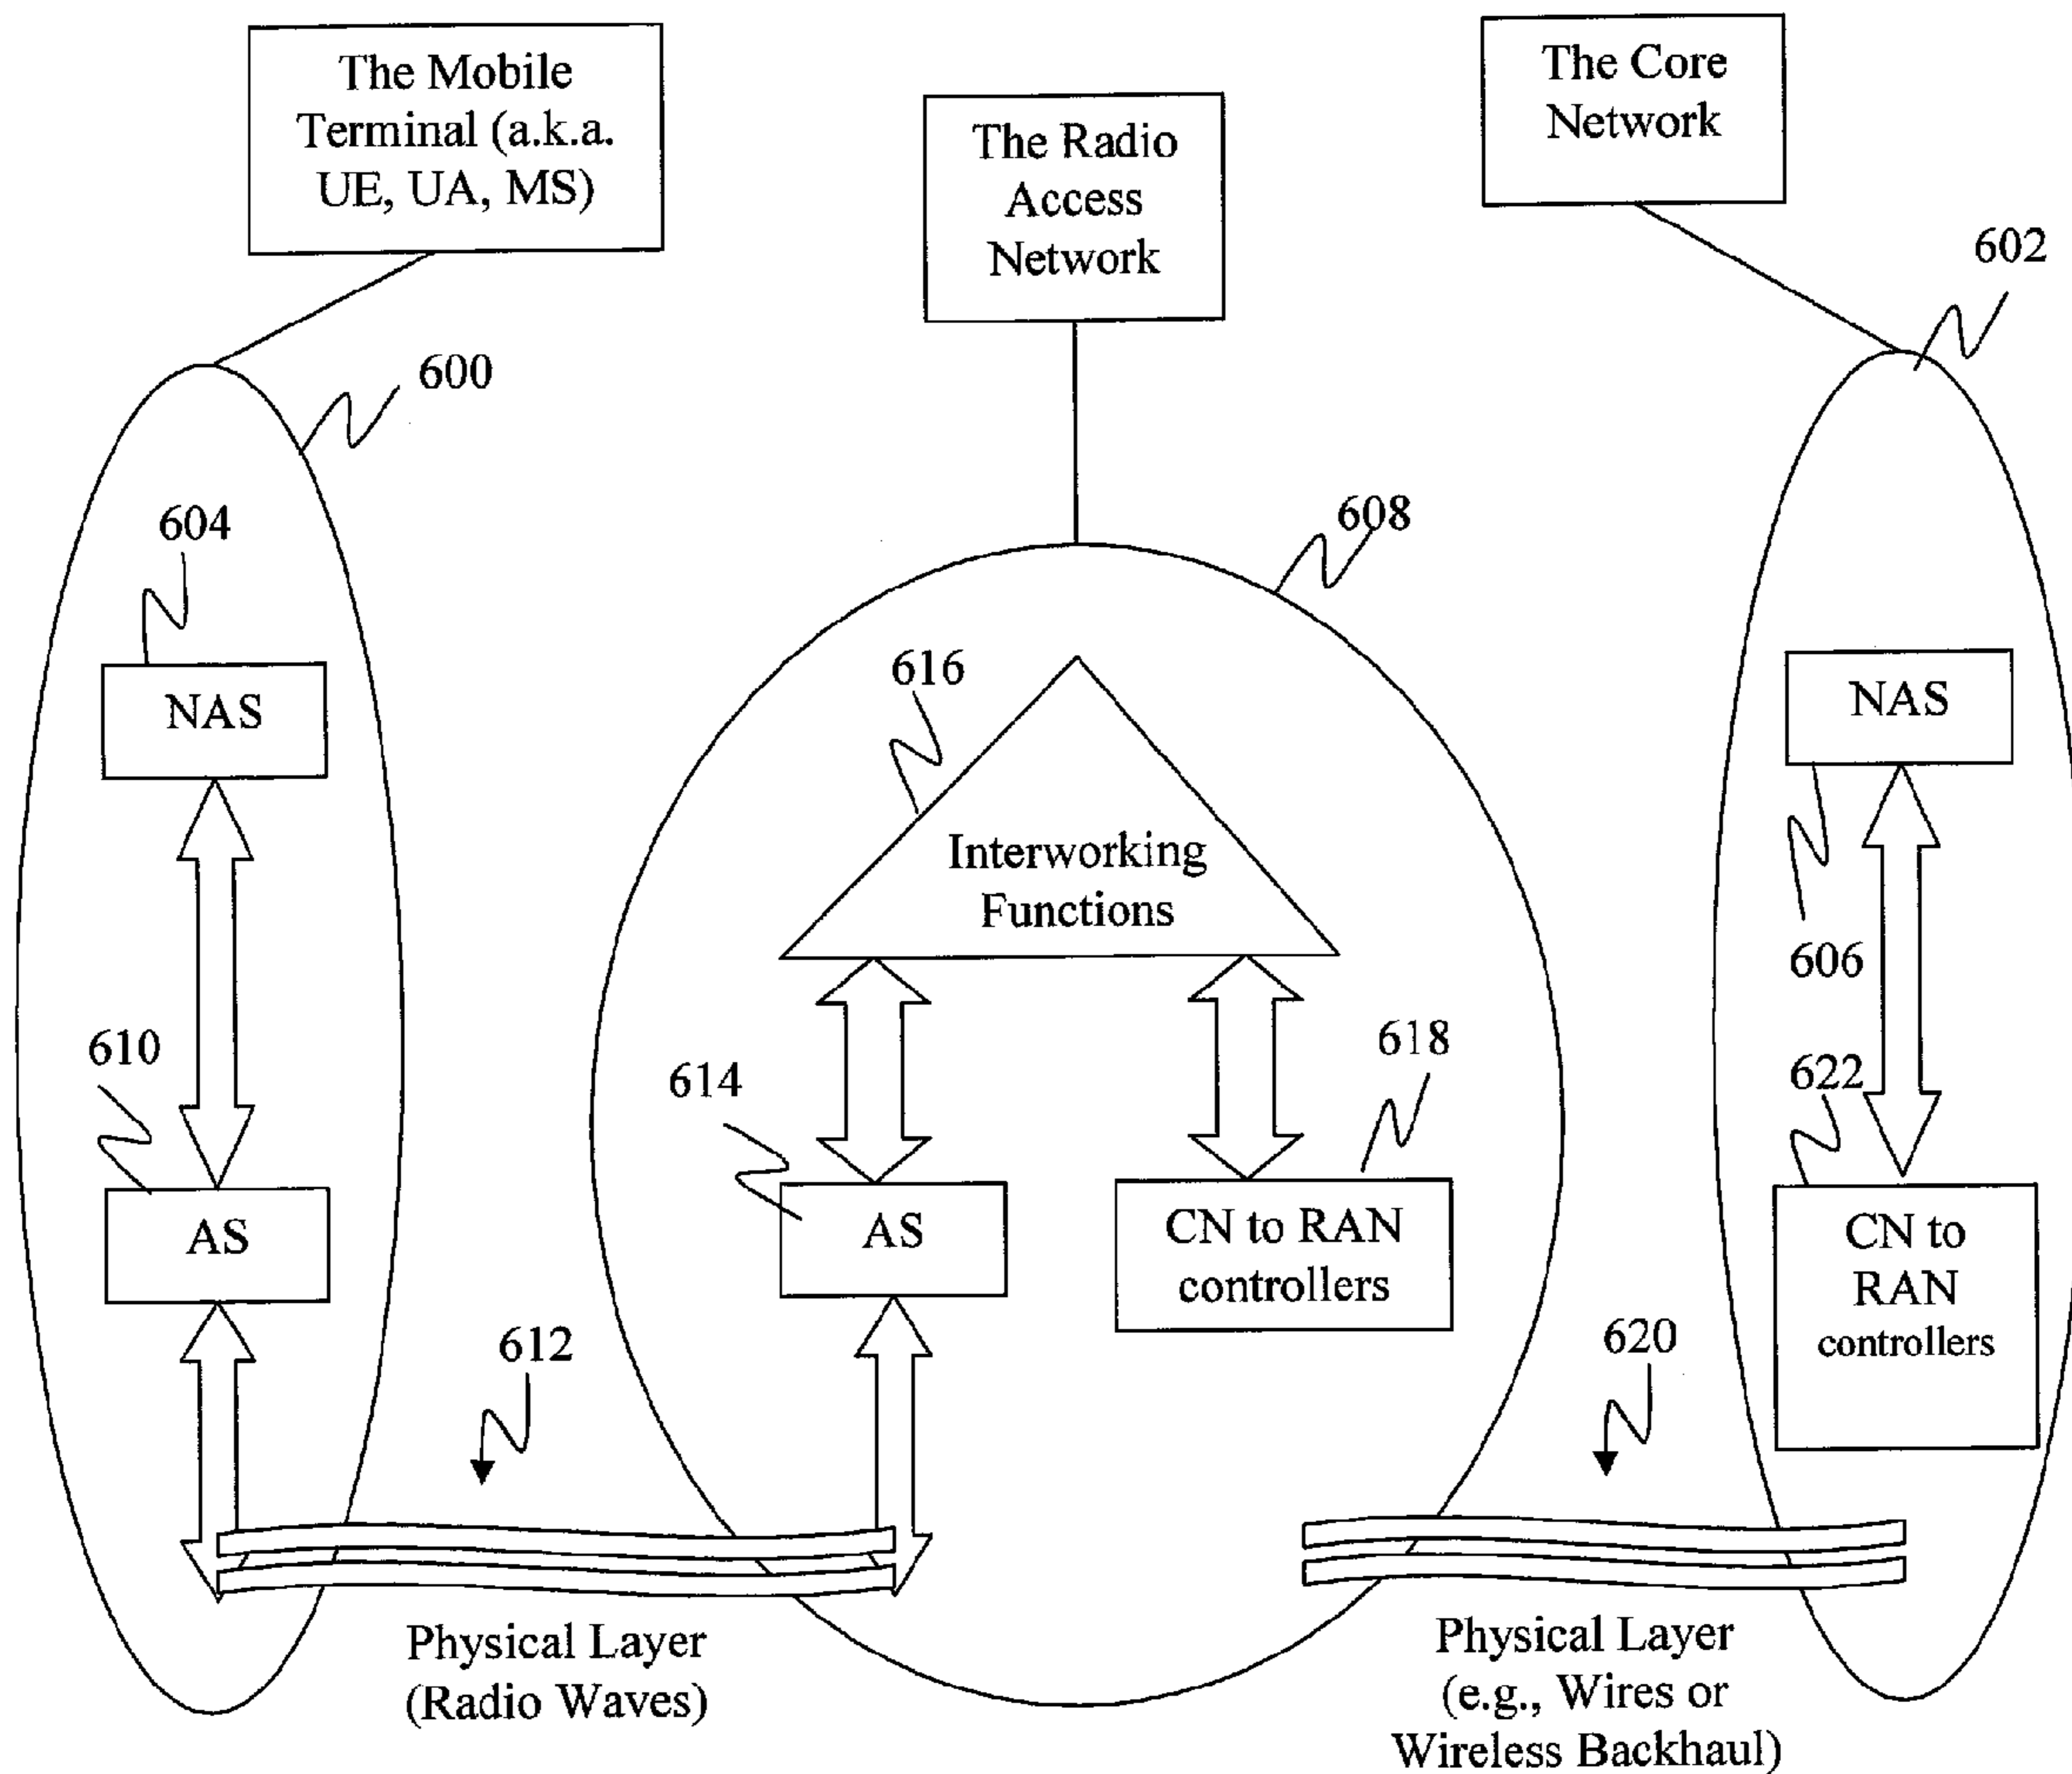 The Mobile
Terminal (a.k.a.
UE, UA, MS)
The Radio
Access
Network
The Core
Network
602
600
608
604
616
NAS
NAS
Interworking
Functions
606
610
614
618
622
AS
AS
CN to RAN
controllers
CN to
RAN
controllers
612
620
Physical Layer
(Radio Waves)
Physical Layer
(e.g., Wires or
Wireless Backhaul)